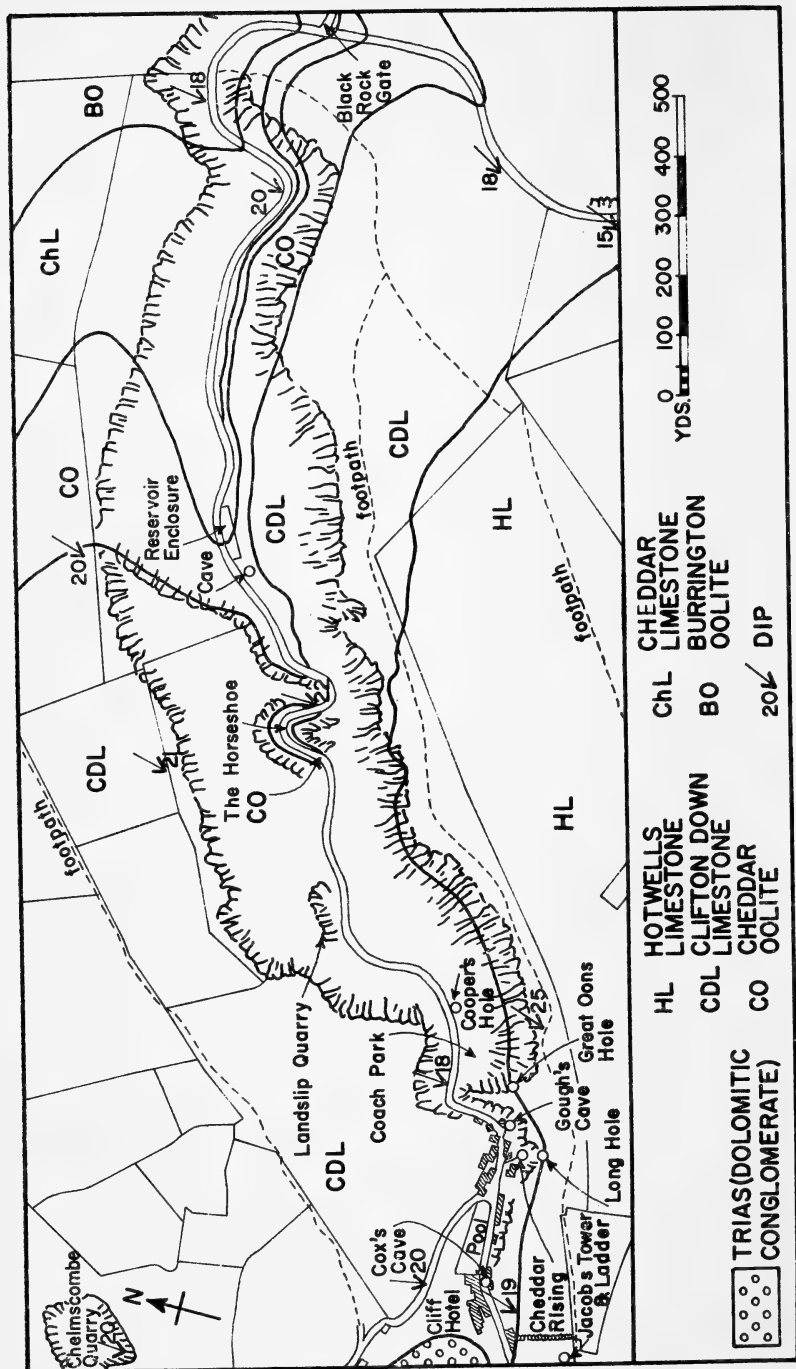 Chelmscombe
Quarry
N
footpath
CDL
20
CO
ChL
BO
18
20
Black Rock
Gate
CO
Reservoir
Enclosure
Cave
21
The Horseshoe
CO
CDL
footpath
CDL
18
15
Landslip Quarry
CDL
Coach Park
18
Cooper's
Hole
25
Great Oons
Hole
HL
footpath
HL
Cox's
Cave
20
Gough's
Cave
Long Hole
Pool
Cliff
Hotel
19
Cheddar
Rising
Jacob's Tower
& Ladder
TRIAS (DOLOMITIC
CONGLOMERATE)
HL HOTWELLS
LIMESTONE
CDL CLIFTON DOWN
LIMESTONE
CO CHEDDAR
OOLITE
ChL CHEDDAR
LIMESTONE
BO BURRINGTON
OOLITE
20 DIP
YDS. 0 100 200 300 400 500